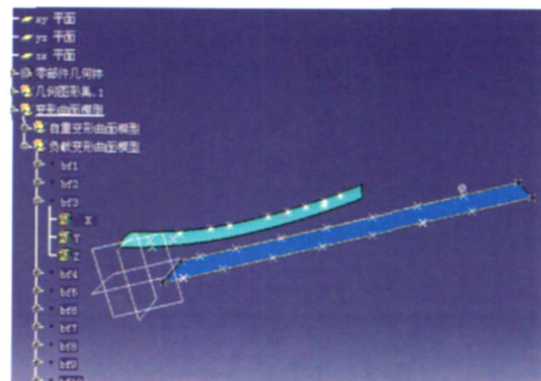 xy 平面
yz 平面
zx 平面
零部件几何体
几何图形集.1
变形曲面模型
自重变形曲面模型
负载变形曲面模型
bf1
bf2
bf3
X
Y
Z
bf4
bf5
bf6
bf7
bf8
bf9